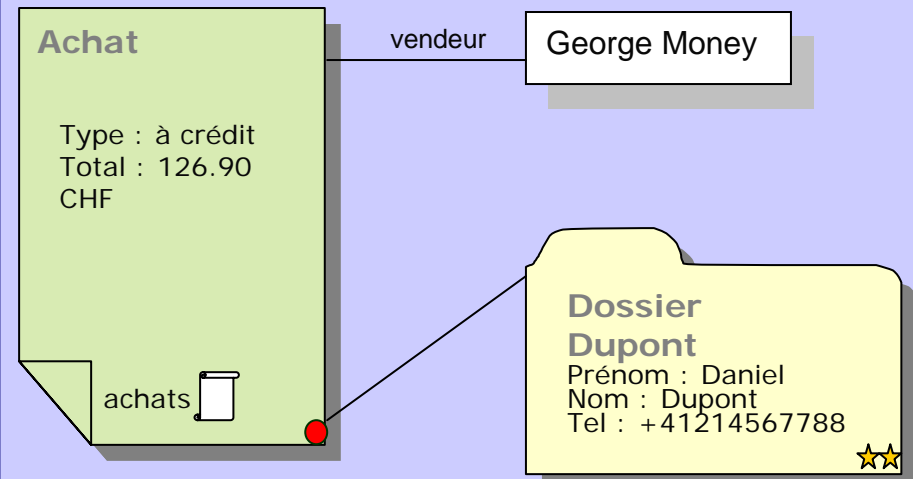 Achat
Type : à crédit
Total : 126.90
CHF
achats
vendeur
George Money
Dossier
Dupont
Prénom : Daniel
Nom : Dupont
Tel : +41214567788